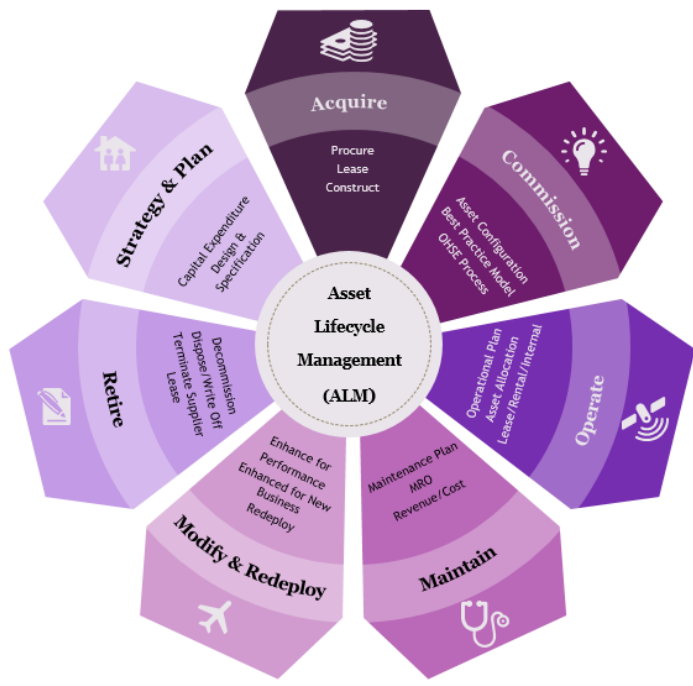 Asset
Lifecycle
Management
(ALM)
Acquire
Procure
Lease
Construct
Commission
Asset Configuration
Best Practice Model
OHSE Process
Operate
Operational Plan
Asset Allocation
Lease/Rental/Internal
Maintain
Maintenance Plan
MRO
Revenue/Cost
Modify & Redeploy
Enhance for
Performance
Enhanced for New
Business
Redeploy
Retire
Decommission
Dispose/Write Off
Terminate Supplier
Lease
Strategy & Plan
Capital Expenditure
Design &
Specification